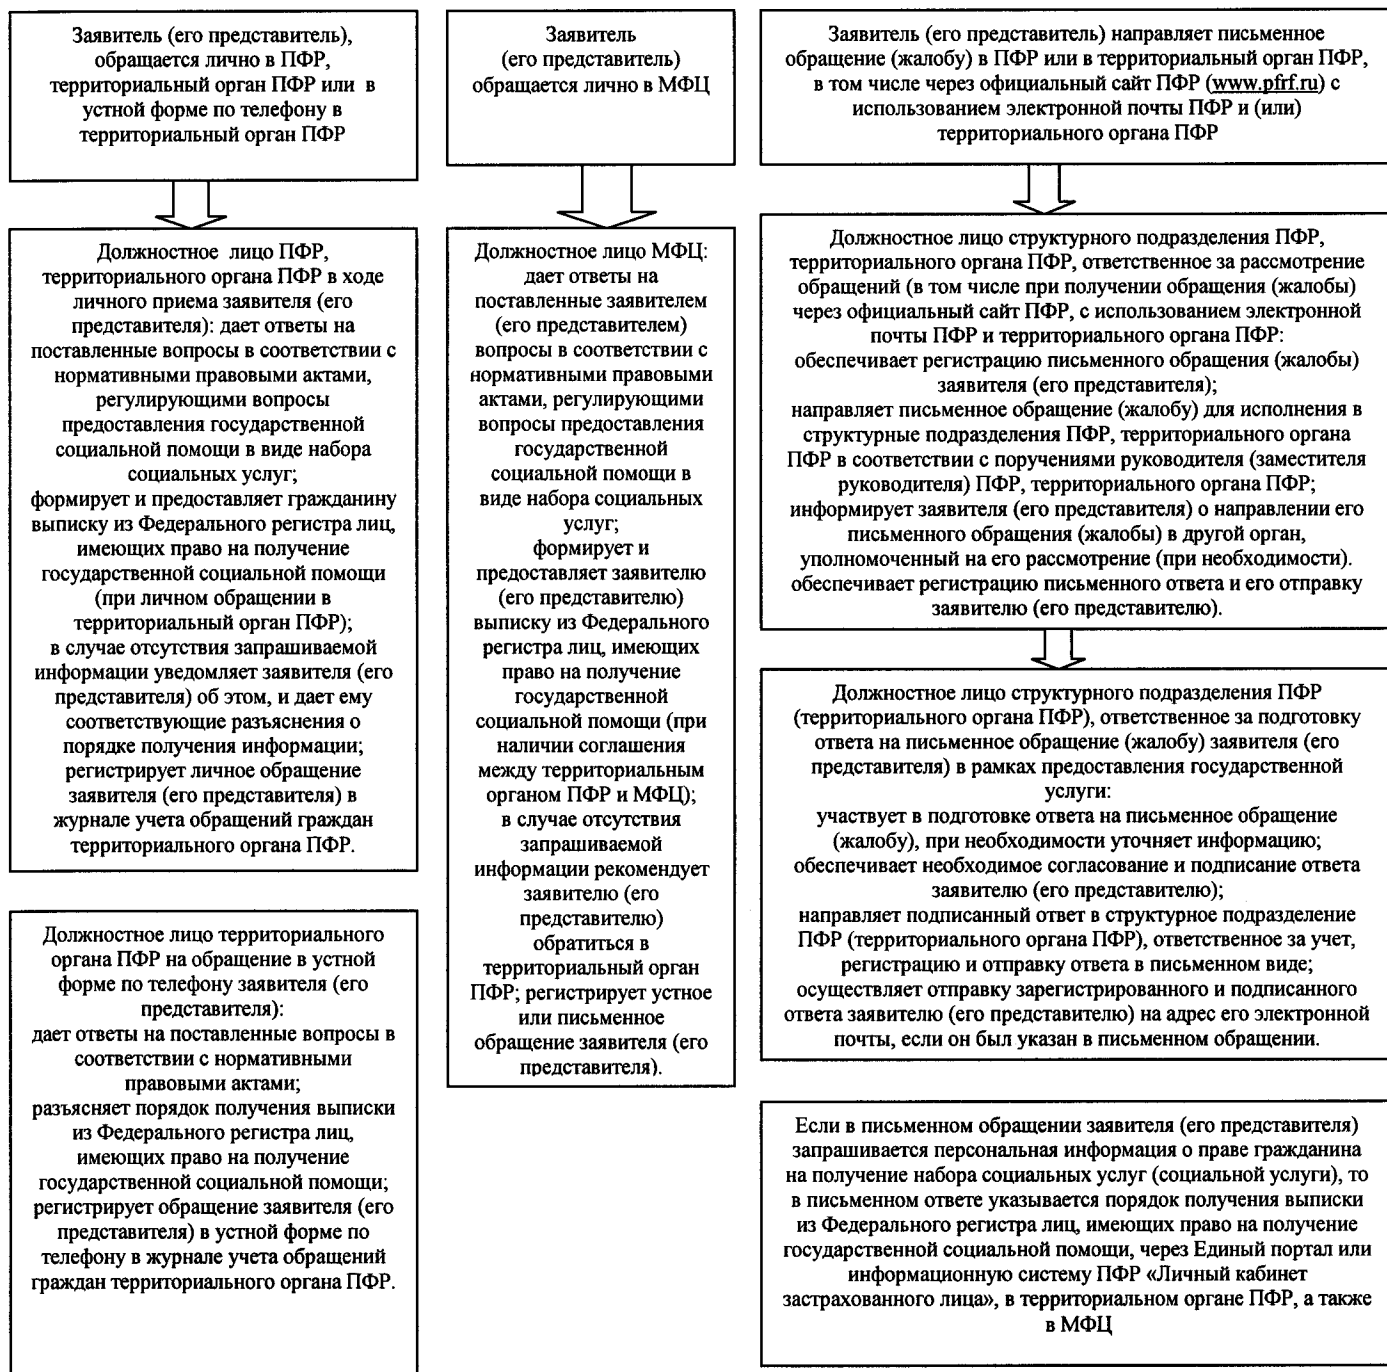 Заявитель (его представитель),
обращается лично в ПФР,
территориальный орган ПФР или в
устной форме по телефону в
территориальный орган ПФР
Заявитель
(его представитель)
обращается лично в МФЦ
Заявитель (его представитель) направляет письменное
обращение (жалобу) в ПФР или в территориальный орган ПФР,
в том числе через официальный сайт ПФР (www.pfrf.ru) с
использованием электронной почты ПФР и (или)
территориального органа ПФР
Должностное лицо ПФР,
территориального органа ПФР в ходе
личного приема заявителя (его
представителя): дает ответы на
поставленные вопросы в соответствии с
нормативными правовыми актами,
регулирующими вопросы
предоставления государственной
социальной помощи в виде набора
социальных услуг;
формирует и предоставляет гражданину
выписку из Федерального регистра лиц,
имеющих право на получение
государственной социальной помощи
(при личном обращении в
территориальный орган ПФР);
в случае отсутствия запрашиваемой
информации уведомляет заявителя (его
представителя) об этом, и дает ему
соответствующие разъяснения о
порядке получения информации;
регистрирует личное обращение
заявителя (его представителя) в
журнале учета обращений граждан
территориального органа ПФР.
Должностное лицо территориального
органа ПФР на обращение в устной
форме по телефону заявителя (его
представителя):
дает ответы на поставленные вопросы в
соответствии с нормативными
правовыми актами;
разъясняет порядок получения выписки
из Федерального регистра лиц,
имеющих право на получение
государственной социальной помощи;
регистрирует обращение заявителя (его
представителя) в устной форме по
телефону в журнале учета обращений
граждан территориального органа ПФР.
Должностное лицо МФЦ:
дает ответы на
поставленные заявителем
(его представителем)
вопросы в соответствии с
нормативными правовыми
актами, регулирующими
вопросы предоставления
государственной
социальной помощи в
виде набора социальных
услуг;
формирует и
предоставляет заявителю
(его представителю)
выписку из Федерального
регистра лиц, имеющих
право на получение
государственной
социальной помощи (при
наличии соглашения
между территориальным
органом ПФР и МФЦ);
в случае отсутствия
запрашиваемой
информации рекомендует
заявителю (его
представителю)
обратиться в
территориальный орган
ПФР; регистрирует устное
или письменное
обращение заявителя (его
представителя).
Должностное лицо структурного подразделения ПФР,
территориального органа ПФР, ответственное за рассмотрение
обращений (в том числе при получении обращения (жалобы)
через официальный сайт ПФР, с использованием электронной
почты ПФР и территориального органа ПФР:
обеспечивает регистрацию письменного обращения (жалобы)
заявителя (его представителя);
направляет письменное обращение (жалобу) для исполнения в
структурные подразделения ПФР, территориального органа
ПФР в соответствии с поручениями руководителя (заместителя
руководителя) ПФР, территориального органа ПФР;
информирует заявителя (его представителя) о направлении его
письменного обращения (жалобы) в другой орган,
уполномоченный на его рассмотрение (при необходимости).
обеспечивает регистрацию письменного ответа и его отправку
заявителю (его представителю).
Должностное лицо структурного подразделения ПФР
(территориального органа ПФР), ответственное за подготовку
ответа на письменное обращение (жалобу) заявителя (его
представителя) в рамках предоставления государственной
услуги:
участвует в подготовке ответа на письменное обращение
(жалобу), при необходимости уточняет информацию;
обеспечивает необходимое согласование и подписание ответа
заявителю (его представителю);
направляет подписанный ответ в структурное подразделение
ПФР (территориального органа ПФР), ответственное за учет,
регистрацию и отправку ответа в письменном виде;
осуществляет отправку зарегистрированного и подписанного
ответа заявителю (его представителю) на адрес его электронной
почты, если он был указан в письменном обращении.
Если в письменном обращении заявителя (его представителя)
запрашивается персональная информация о праве гражданина
на получение набора социальных услуг (социальной услуги), то
в письменном ответе указывается порядок получения выписки
из Федерального регистра лиц, имеющих право на получение
государственной социальной помощи, через Единый портал или
информационную систему ПФР «Личный кабинет
застрахованного лица», в территориальном органе ПФР, а также
в МФЦ